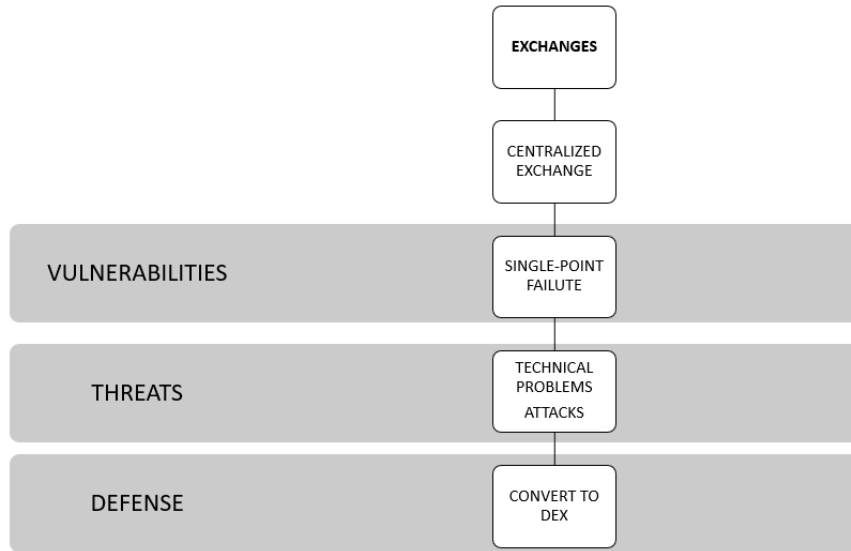 EXCHANGES
CENTRALIZED
EXCHANGE
VULNERABILITIES
SINGLE-POINT
FAILUTE
THREATS
TECHNICAL
PROBLEMS
ATTACKS
DEFENSE
CONVERT TO
DEX